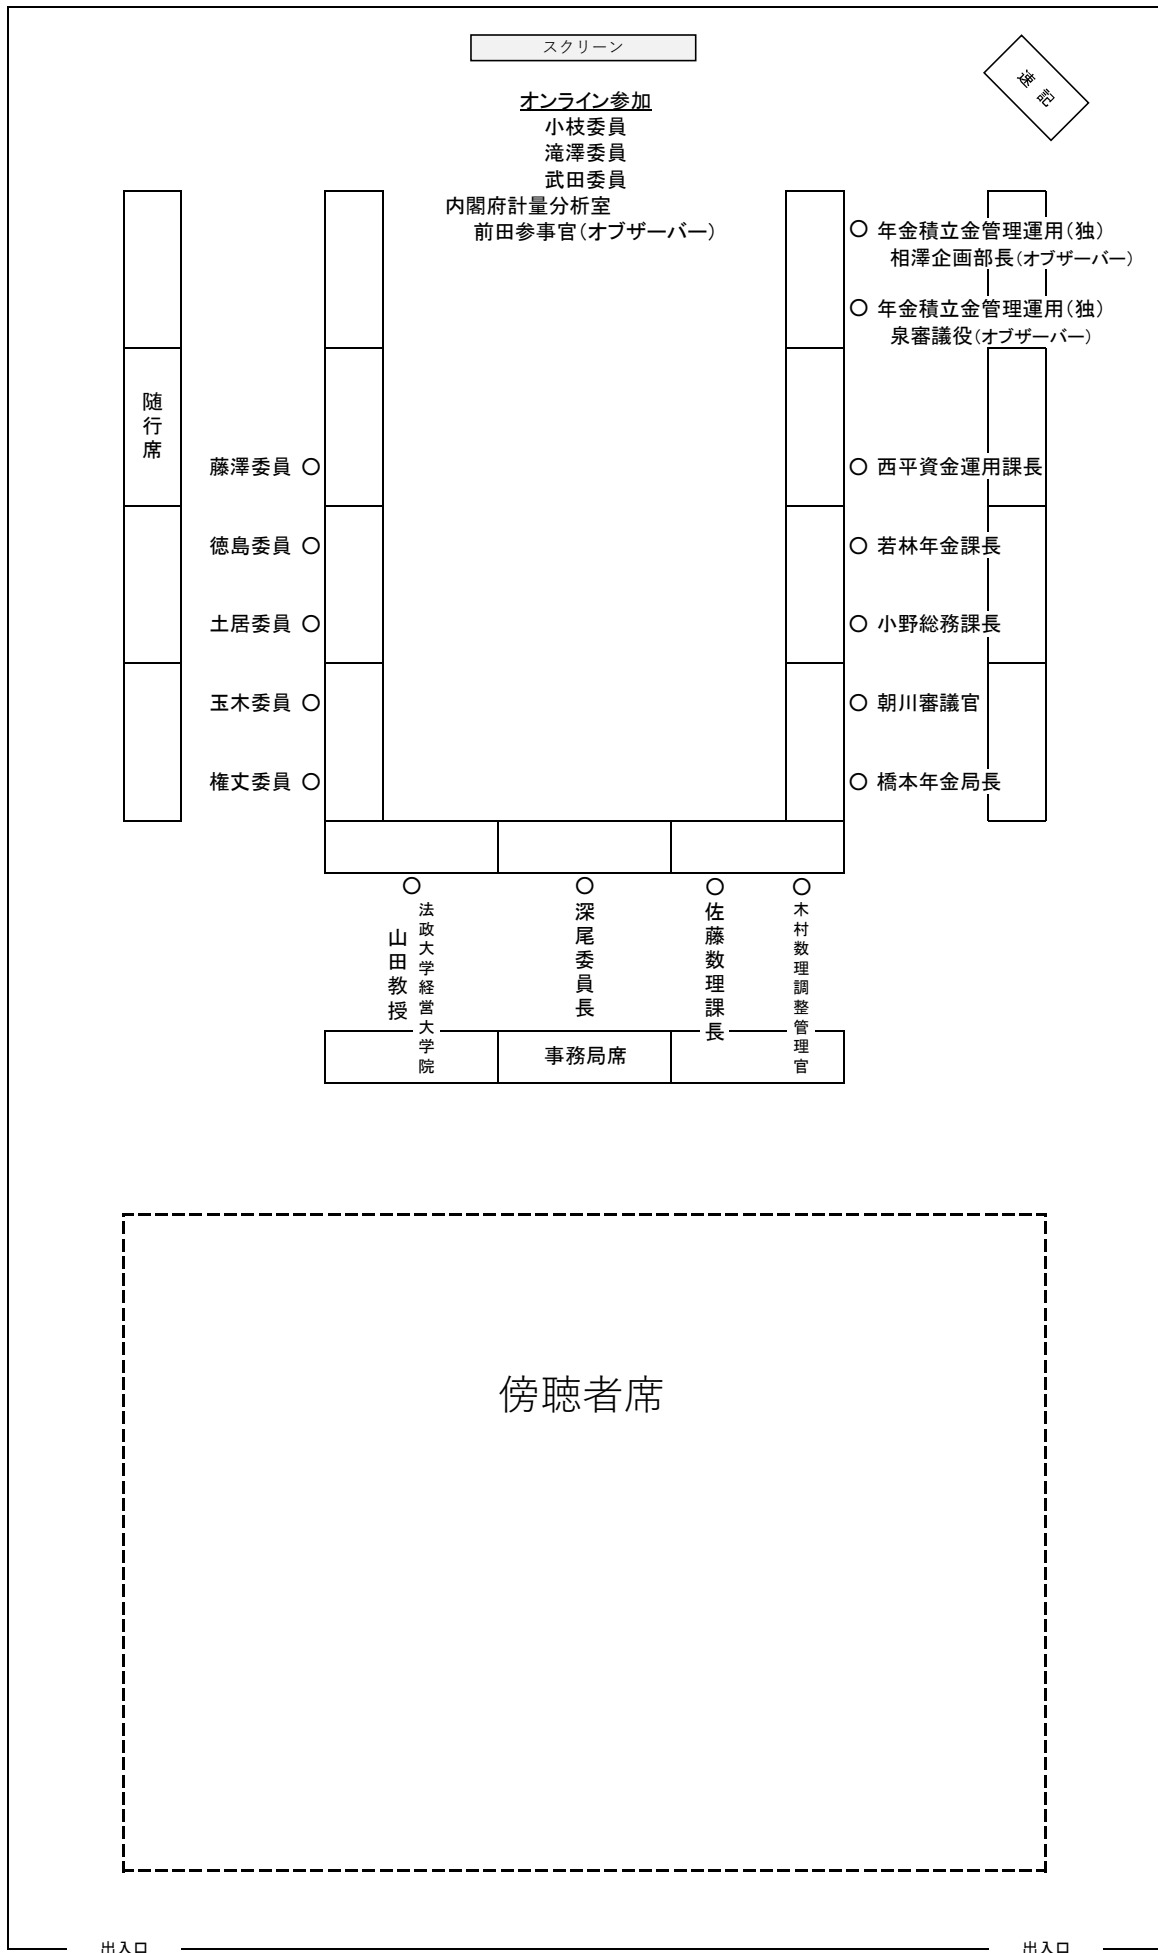 スクリーン
速記
オンライン参加
小枝委員
滝澤委員
武田委員
内閣府計量分析室
前田参事官(オブザーバー)
年金積立金管理運用(独)
相澤企画部長(オブザーバー)
年金積立金管理運用(独)
泉審議役(オブザーバー)
随行席
藤澤委員
西平資金運用課長
徳島委員
若林年金課長
土居委員
小野総務課長
玉木委員
朝川審議官
権丈委員
橋本年金局長
法政大学経営大学院
山田教授
深尾委員長
佐藤数理課長
木村数理調整管理官
事務局席
傍聴者席
出入口
出入口